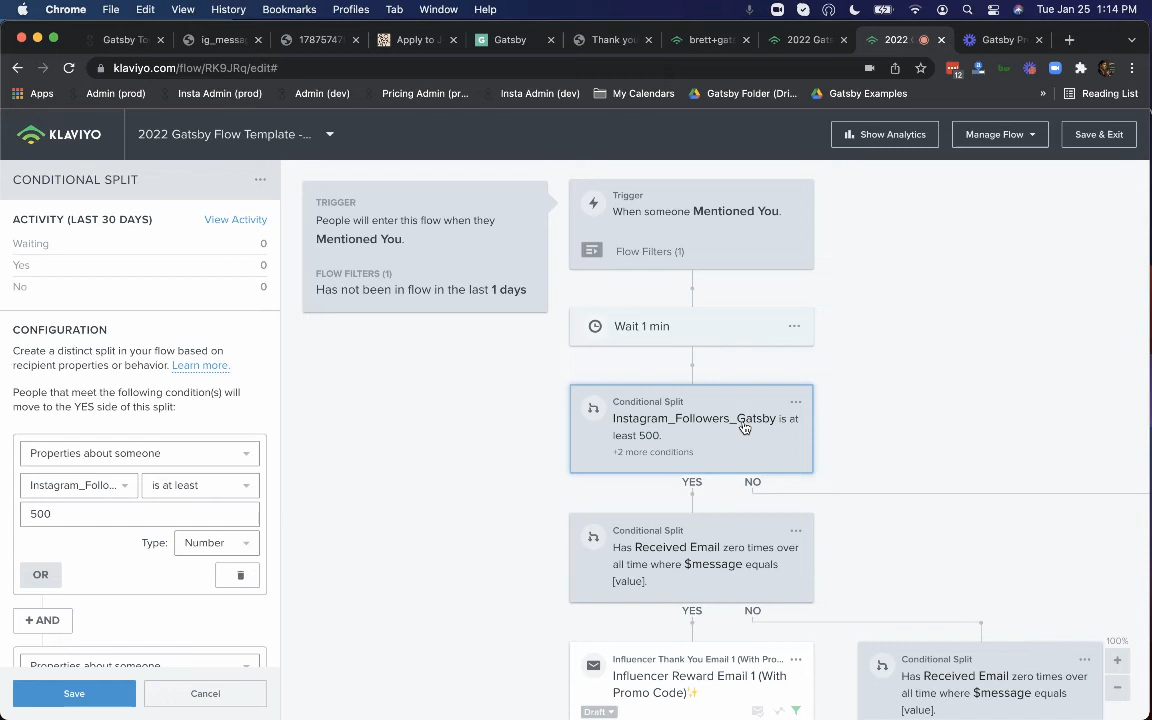 Chrome File Edit View History Bookmarks Profiles Tab Window Help Tue Jan 25 1:14 PM
Gatsby To ig_messa 178757457 Apply to J Gatsby Thank you brett+gat 2022 Gats 2022 G Gatsby Pr
klaviyo.com/flow/RK9JRq/edit#
12
Apps Admin (prod) Insta Admin (prod) Admin (dev) Pricing Admin (pr... Insta Admin (dev) My Calendars Gatsby Folder (Dri... Gatsby Examples » Reading List
KLAVIYO 2022 Gatsby Flow Template -... Show Analytics Manage Flow Save & Exit
CONDITIONAL SPLIT
ACTIVITY (LAST 30 DAYS) View Activity
Waiting 0
Yes 0
No 0
CONFIGURATION
Create a distinct split in your flow based on
recipient properties or behavior. Learn more.
People that meet the following condition(s) will
move to the YES side of this split:
Properties about someone
Instagram_Follo... is at least
500
Type: Number
OR
+ AND
Properties about someone
Save Cancel
TRIGGER
People will enter this flow when they
Mentioned You.
FLOW FILTERS (1)
Has not been in flow in the last 1 days
Trigger
When someone Mentioned You.
Flow Filters (1)
Wait 1 min
Conditional Split
Instagram_Followers_Gatsby is at
least 500.
+2 more conditions
YES NO
Conditional Split
Has Received Email zero times over
all time where $message equals
[value].
YES NO
Influencer Thank You Email 1 (With Pro...
Influencer Reward Email 1 (With
Promo Code)✨
Draft
Conditional Split
Has Received Email zero times over
all time where $message equals
[value].
100%
+
−